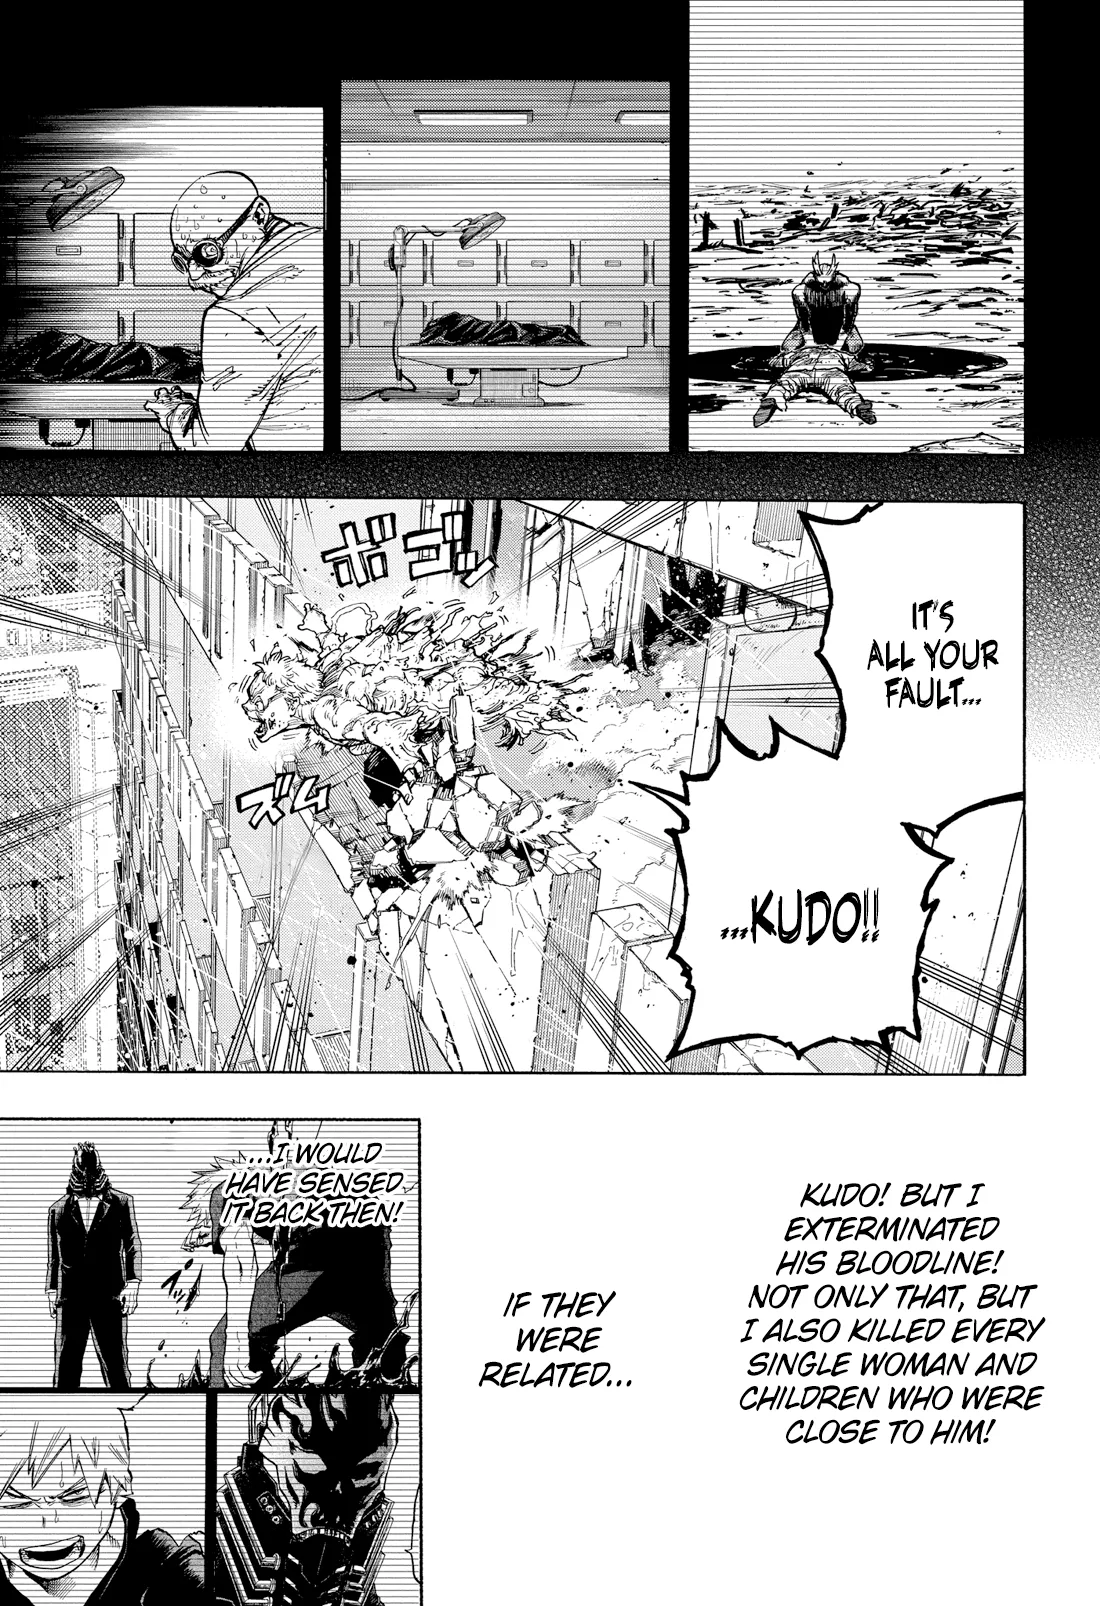 IT'S
ALL YOUR
FAULT...
...KUDO!!
ボゴン
ズム
KUDO! BUT I
EXTERMINATED
HIS BLOODLINE!
NOT ONLY THAT, BUT
I ALSO KILLED EVERY
SINGLE WOMAN AND
CHILDREN WHO WERE
CLOSE TO HIM!
IF THEY
WERE
RELATED...
...I WOULD
HAVE SENSED
IT BACK THEN!